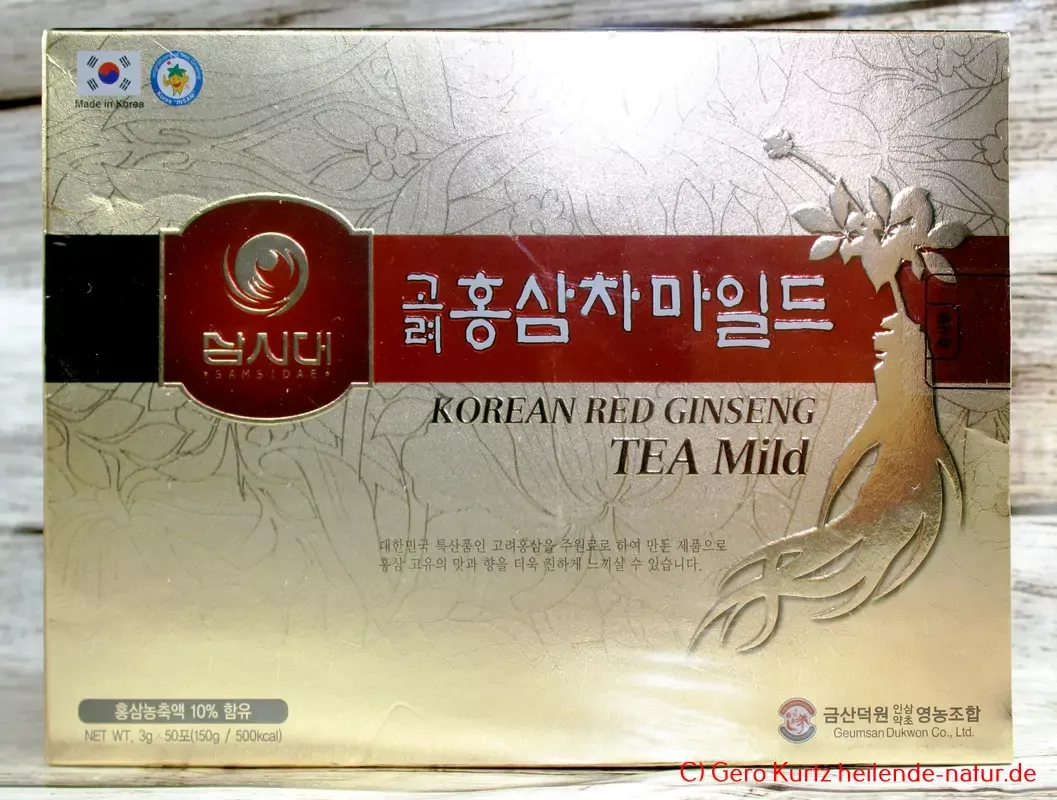 Made in Korea
Korea "INSAM"
삼시대
SAMSIDAE
고려홍삼차마일드
KOREAN RED GINSENG
TEA Mild
대한민국 특산품인 고려홍삼을 주원료로 하여 만든 제품으로
홍삼 고유의 맛과 향을 더욱 진하게 느끼실 수 있습니다.
홍삼농축액 10% 함유
NET WT. 3g × 50포(150g / 500kcal)
금산덕원 인삼약초 영농조합
GeumsanDukwon Co., Ltd.
C) Gero Kurtz heilende-natur.de